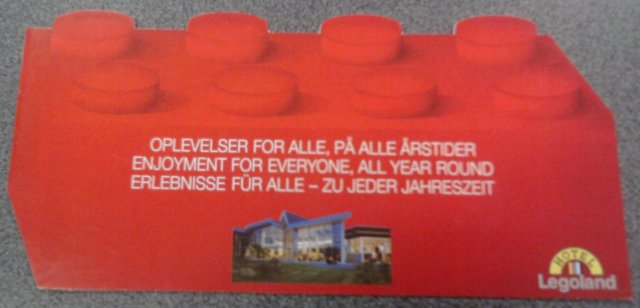 OPLEVELSER FOR ALLE, PÅ ALLE ÅRSTIDER
ENJOYMENT FOR EVERYONE, ALL YEAR ROUND
ERLEBNISSE FÜR ALLE – ZU JEDER JAHRESZEIT
HOTEL
Legoland